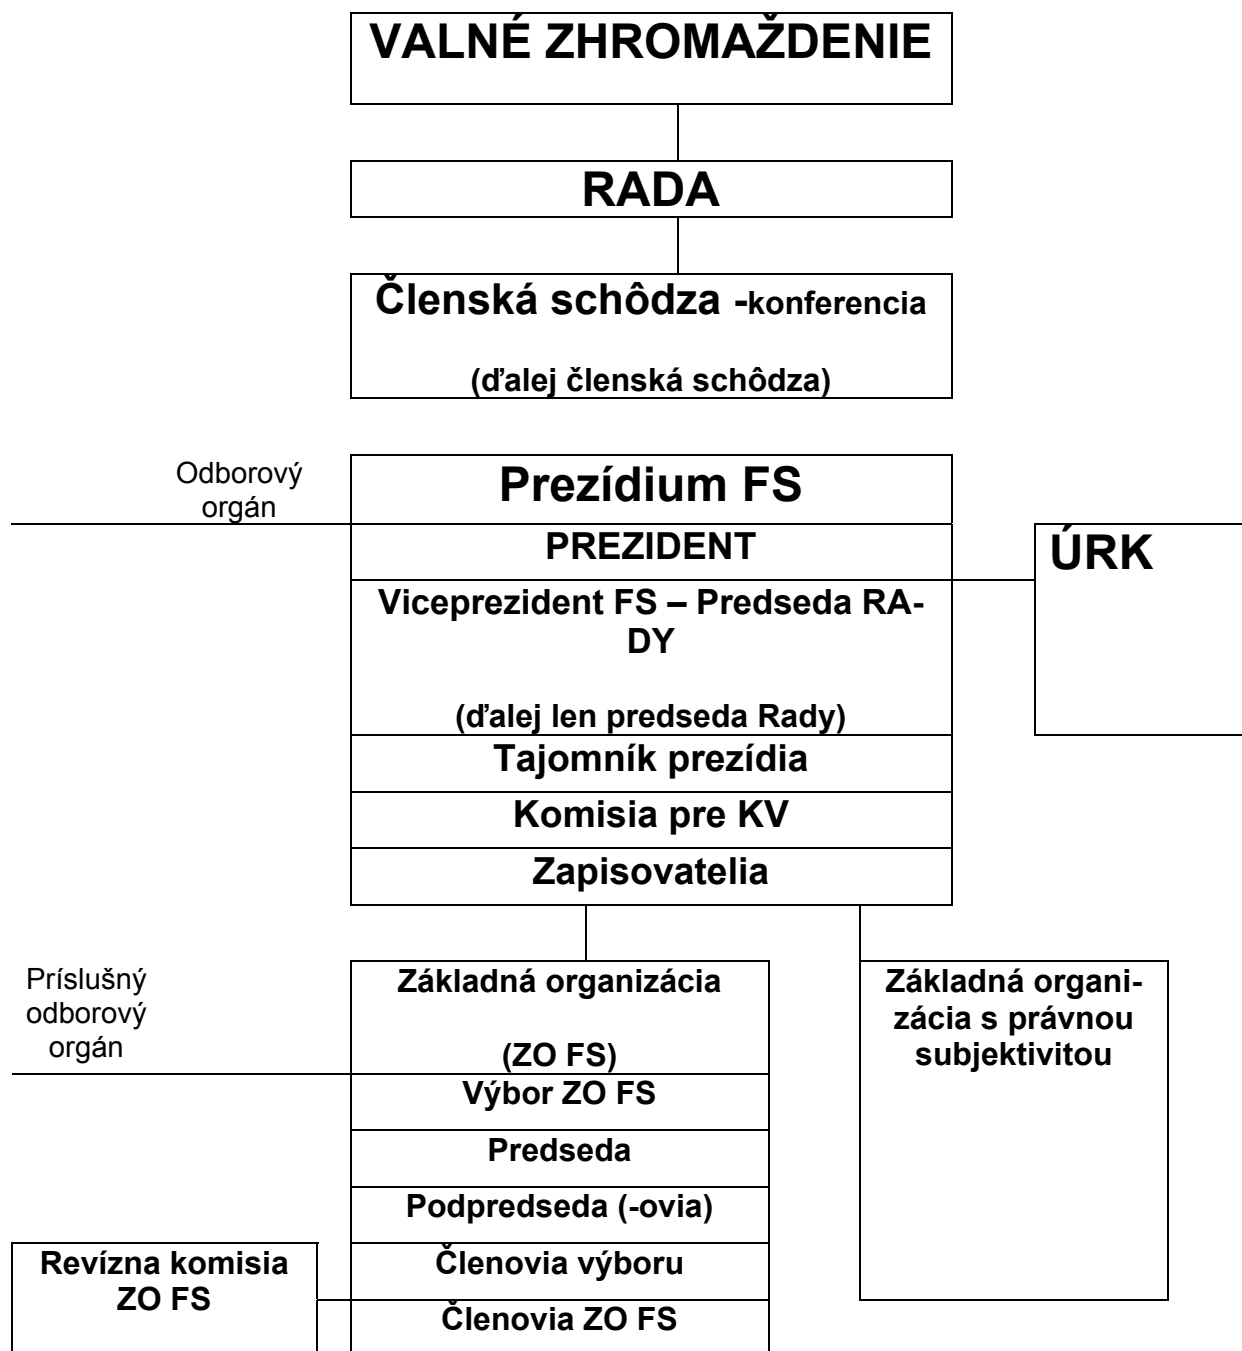 VALNÉ ZHROMAŽDENIE
RADA
Členská schôdza -konferencia
(ďalej členská schôdza)
Odborový
orgán
Prezídium FS
PREZIDENT
ÚRK
Viceprezident FS – Predseda RA-
DY
(ďalej len predseda Rady)
Tajomník prezídia
Komisia pre KV
Zapisovatelia
Príslušný
odborový
orgán
Základná organizácia
(ZO FS)
Základná organi-
zácia s právnou
subjektivitou
Výbor ZO FS
Predseda
Podpredseda (-ovia)
Revízna komisia
ZO FS
Členovia výboru
Členovia ZO FS